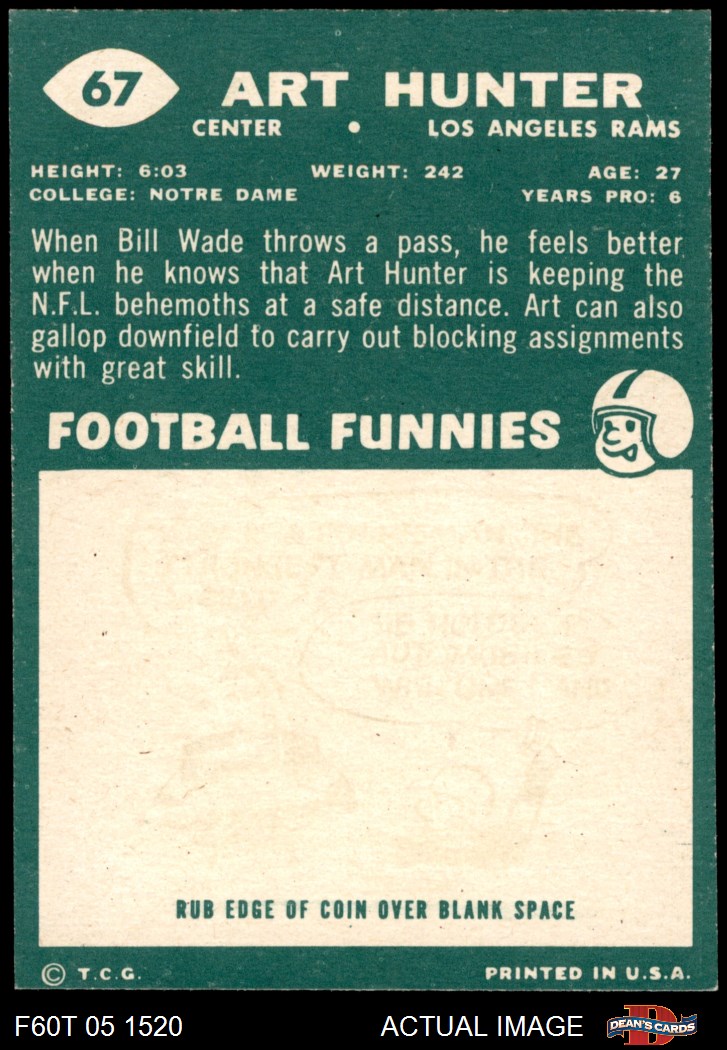 67 ART HUNTER
CENTER • LOS ANGELES RAMS
HEIGHT: 6:03 WEIGHT: 242 AGE: 27
COLLEGE: NOTRE DAME YEARS PRO: 6
When Bill Wade throws a pass, he feels better
when he knows that Art Hunter is keeping the
N.F.L. behemoths at a safe distance. Art can also
gallop downfield to carry out blocking assignments
with great skill.
FOOTBALL FUNNIES
RUB EDGE OF COIN OVER BLANK SPACE
© T.C.G. PRINTED IN U.S.A.
F60T 05 1520 ACTUAL IMAGE D DEAN'S CARDS